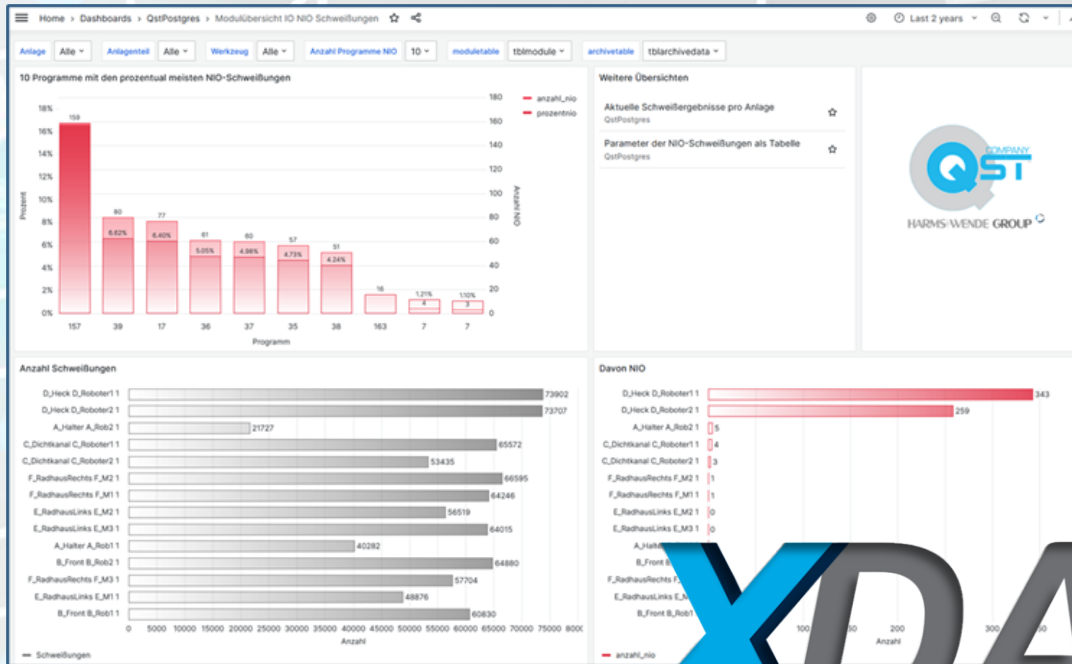 Home › Dashboards › QstPostgres › Modulübersicht IO NIO Schweißungen
Last 2 years
Anlage Alle Anlagenteil Alle Werkzeug Alle Anzahl Programme NIO 10 moduletable tblmodule archivetable tblarchivedata
10 Programme mit den prozentual meisten NIO-Schweißungen
18%
16%
14%
12%
10%
8%
6%
4%
2%
0%
Prozent
159
80
6.62%
77
6.40%
61
5.05%
60
4.98%
57
4.73%
51
4.24%
16
1.21%
4
1.10%
3
157 39 17 36 37 35 38 163 7 7
Programm
180
160
140
120
100
80
60
40
20
0
Anzahl NIO
anzahl_nio
prozentnio
Weitere Übersichten
Aktuelle Schweißergebnisse pro Anlage
QstPostgres
Parameter der NIO-Schweißungen als Tabelle
QstPostgres
QST
COMPANY
HARMS+WENDE GROUP
Anzahl Schweißungen
D_Heck D_Roboter1 1 73902
D_Heck D_Roboter2 1 73707
A_Halter A_Rob2 1 21727
C_Dichtkanal C_Roboter1 1 65572
C_Dichtkanal C_Roboter2 1 53435
F_RadhausRechts F_M2 1 66595
F_RadhausRechts F_M1 1 64246
E_RadhausLinks E_M2 1 56519
E_RadhausLinks E_M3 1 64015
A_Halter A_Rob1 1 40282
B_Front B_Rob2 1 64880
F_RadhausRechts F_M3 1 57704
E_RadhausLinks E_M1 1 48876
B_Front B_Rob1 1 60830
0 5000 10000 15000 20000 25000 30000 35000 40000 45000 50000 55000 60000 65000 70000 75000 8000
Anzahl
Schweißungen
Davon NIO
D_Heck D_Roboter1 1 343
D_Heck D_Roboter2 1 259
A_Halter A_Rob2 1 5
C_Dichtkanal C_Roboter1 1 4
C_Dichtkanal C_Roboter2 1 3
F_RadhausRechts F_M2 1 1
F_RadhausRechts F_M1 1 1
E_RadhausLinks E_M2 1 0
E_RadhausLinks E_M3 1 0
A_Halt
B_Front B
F_RadhausRechts F_
E_RadhausLinks E_M
B_Front B_Rob1
100 50 200 300 50
Anzahl
anzahl_nio
XDA